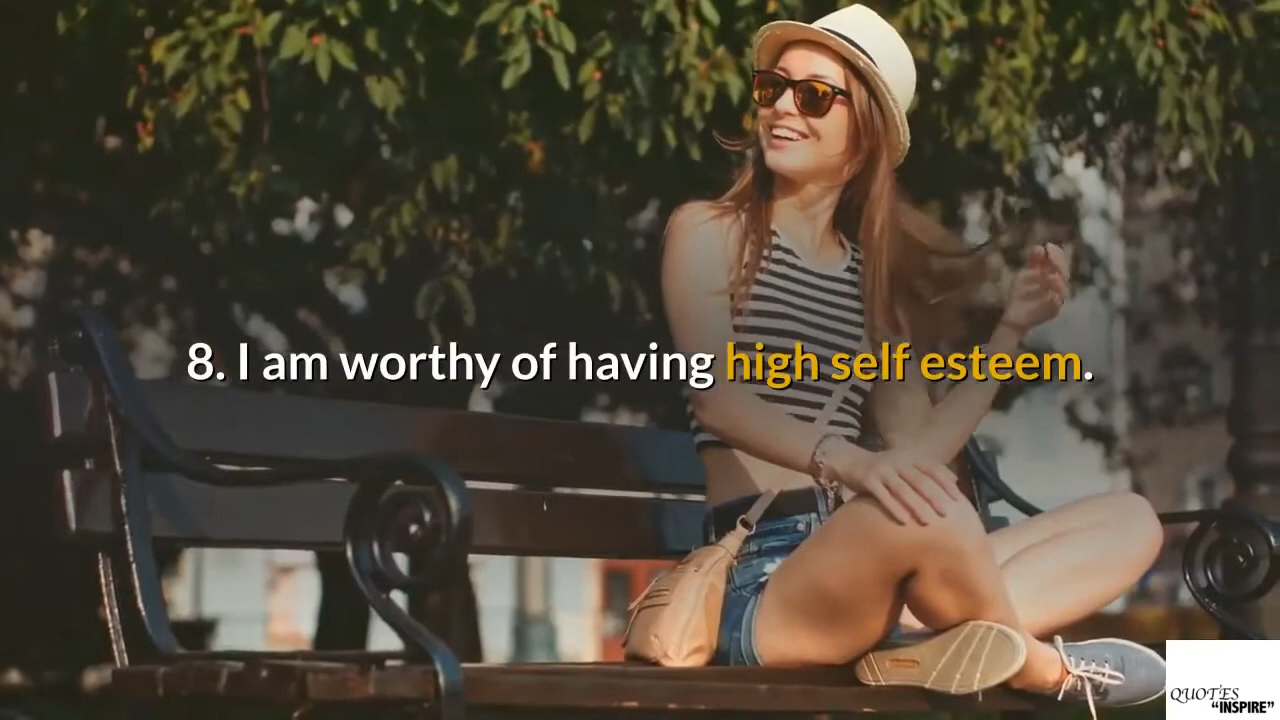 8. I am worthy of having high self esteem.
QUOTES
“INSPIRE”